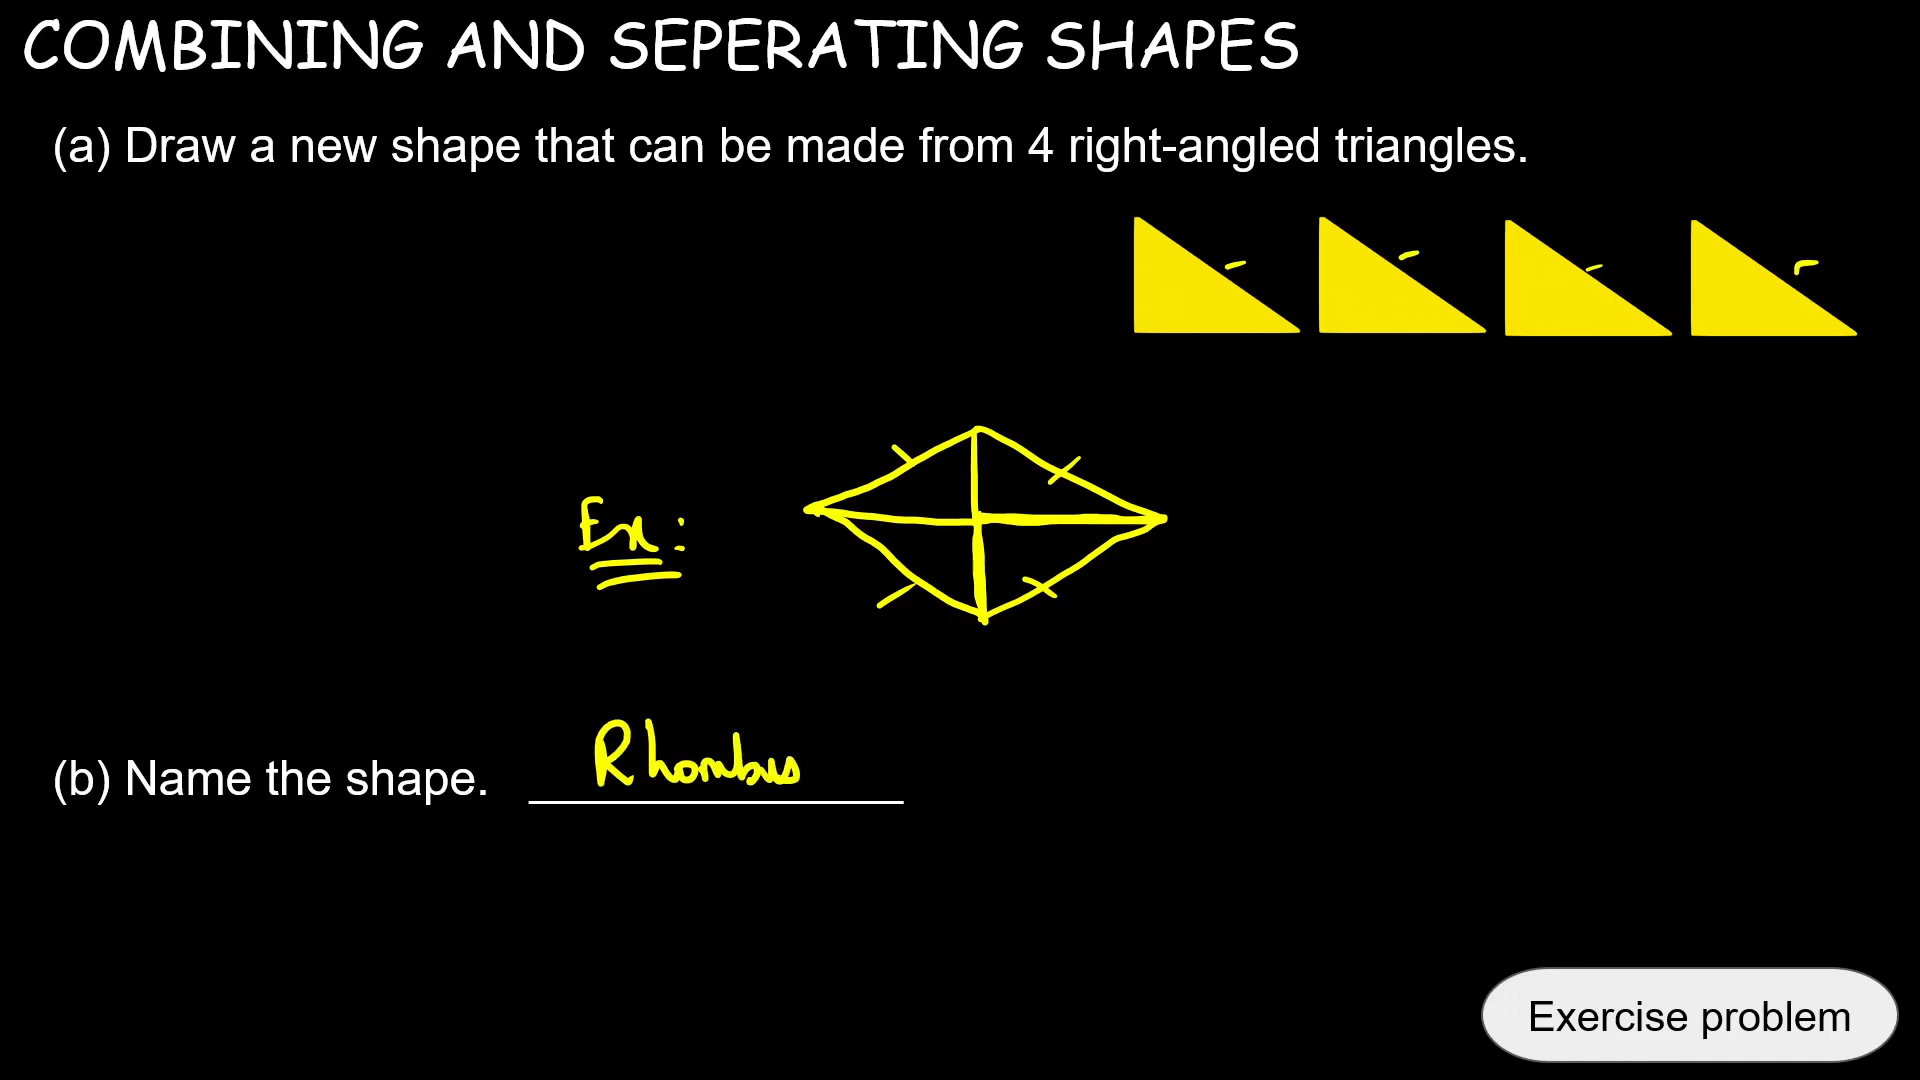 COMBINING AND SEPERATING SHAPES
(a) Draw a new shape that can be made from 4 right-angled triangles.
Ex:
(b) Name the shape. Rhombus
Exercise problem